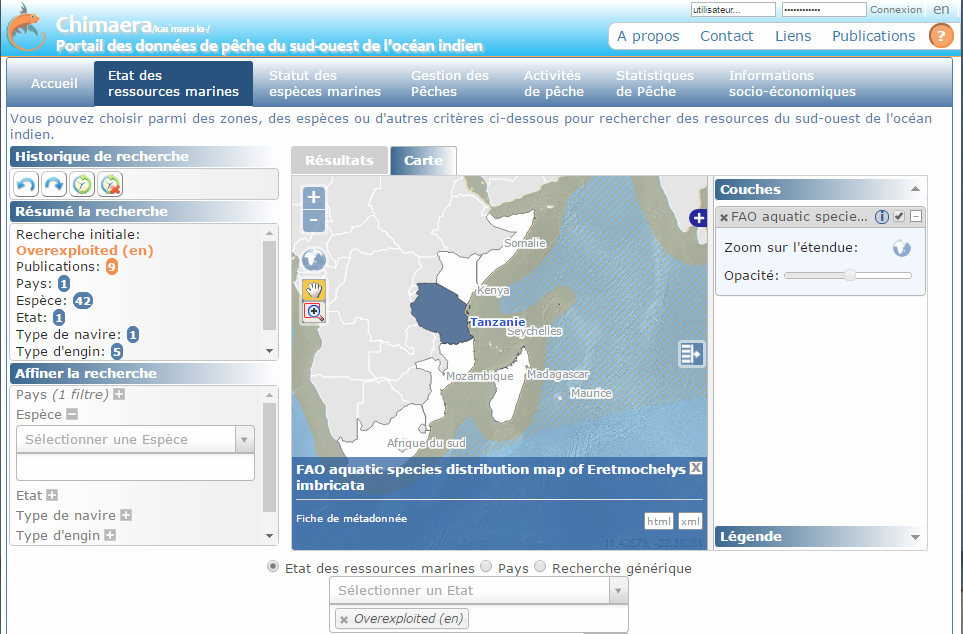 utilisateur... ············ Connexion en
Chimaera/kaɪˈmɪərə kɪ-/
Portail des données de pêche du sud-ouest de l'océan indien
A propos Contact Liens Publications ?
Accueil
Etat des
ressources marines
Statut des
espèces marines
Gestion des
Pêches
Activités
de pêche
Statistiques
de Pêche
Informations
socio-économiques
Vous pouvez choisir parmi des zones, des espèces ou d'autres critères ci-dessous pour rechercher des resources du sud-ouest de l'océan
indien.
Historique de recherche
Résumé la recherche
Recherche initiale:
Overexploited (en)
Publications: 9
Pays: 1
Espèce: 42
Etat: 1
Type de navire: 1
Type d'engin: 5
Affiner la recherche
Pays (1 filtre)
Espèce
Sélectionner une Espèce
Etat
Type de navire
Type d'engin
Résultats Carte
Somalie
Kenya
Tanzanie
Seychelles
Mozambique
Madagascar
Maurice
Afrique du sud
FAO aquatic species distribution map of Eretmochelys
imbricata
Fiche de métadonnée html xml
11.42578, -22.38281
Couches
FAO aquatic specie...
Zoom sur l'étendue:
Opacité:
Légende
Etat des ressources marines Pays Recherche générique
Sélectionner un Etat
Overexploited (en)